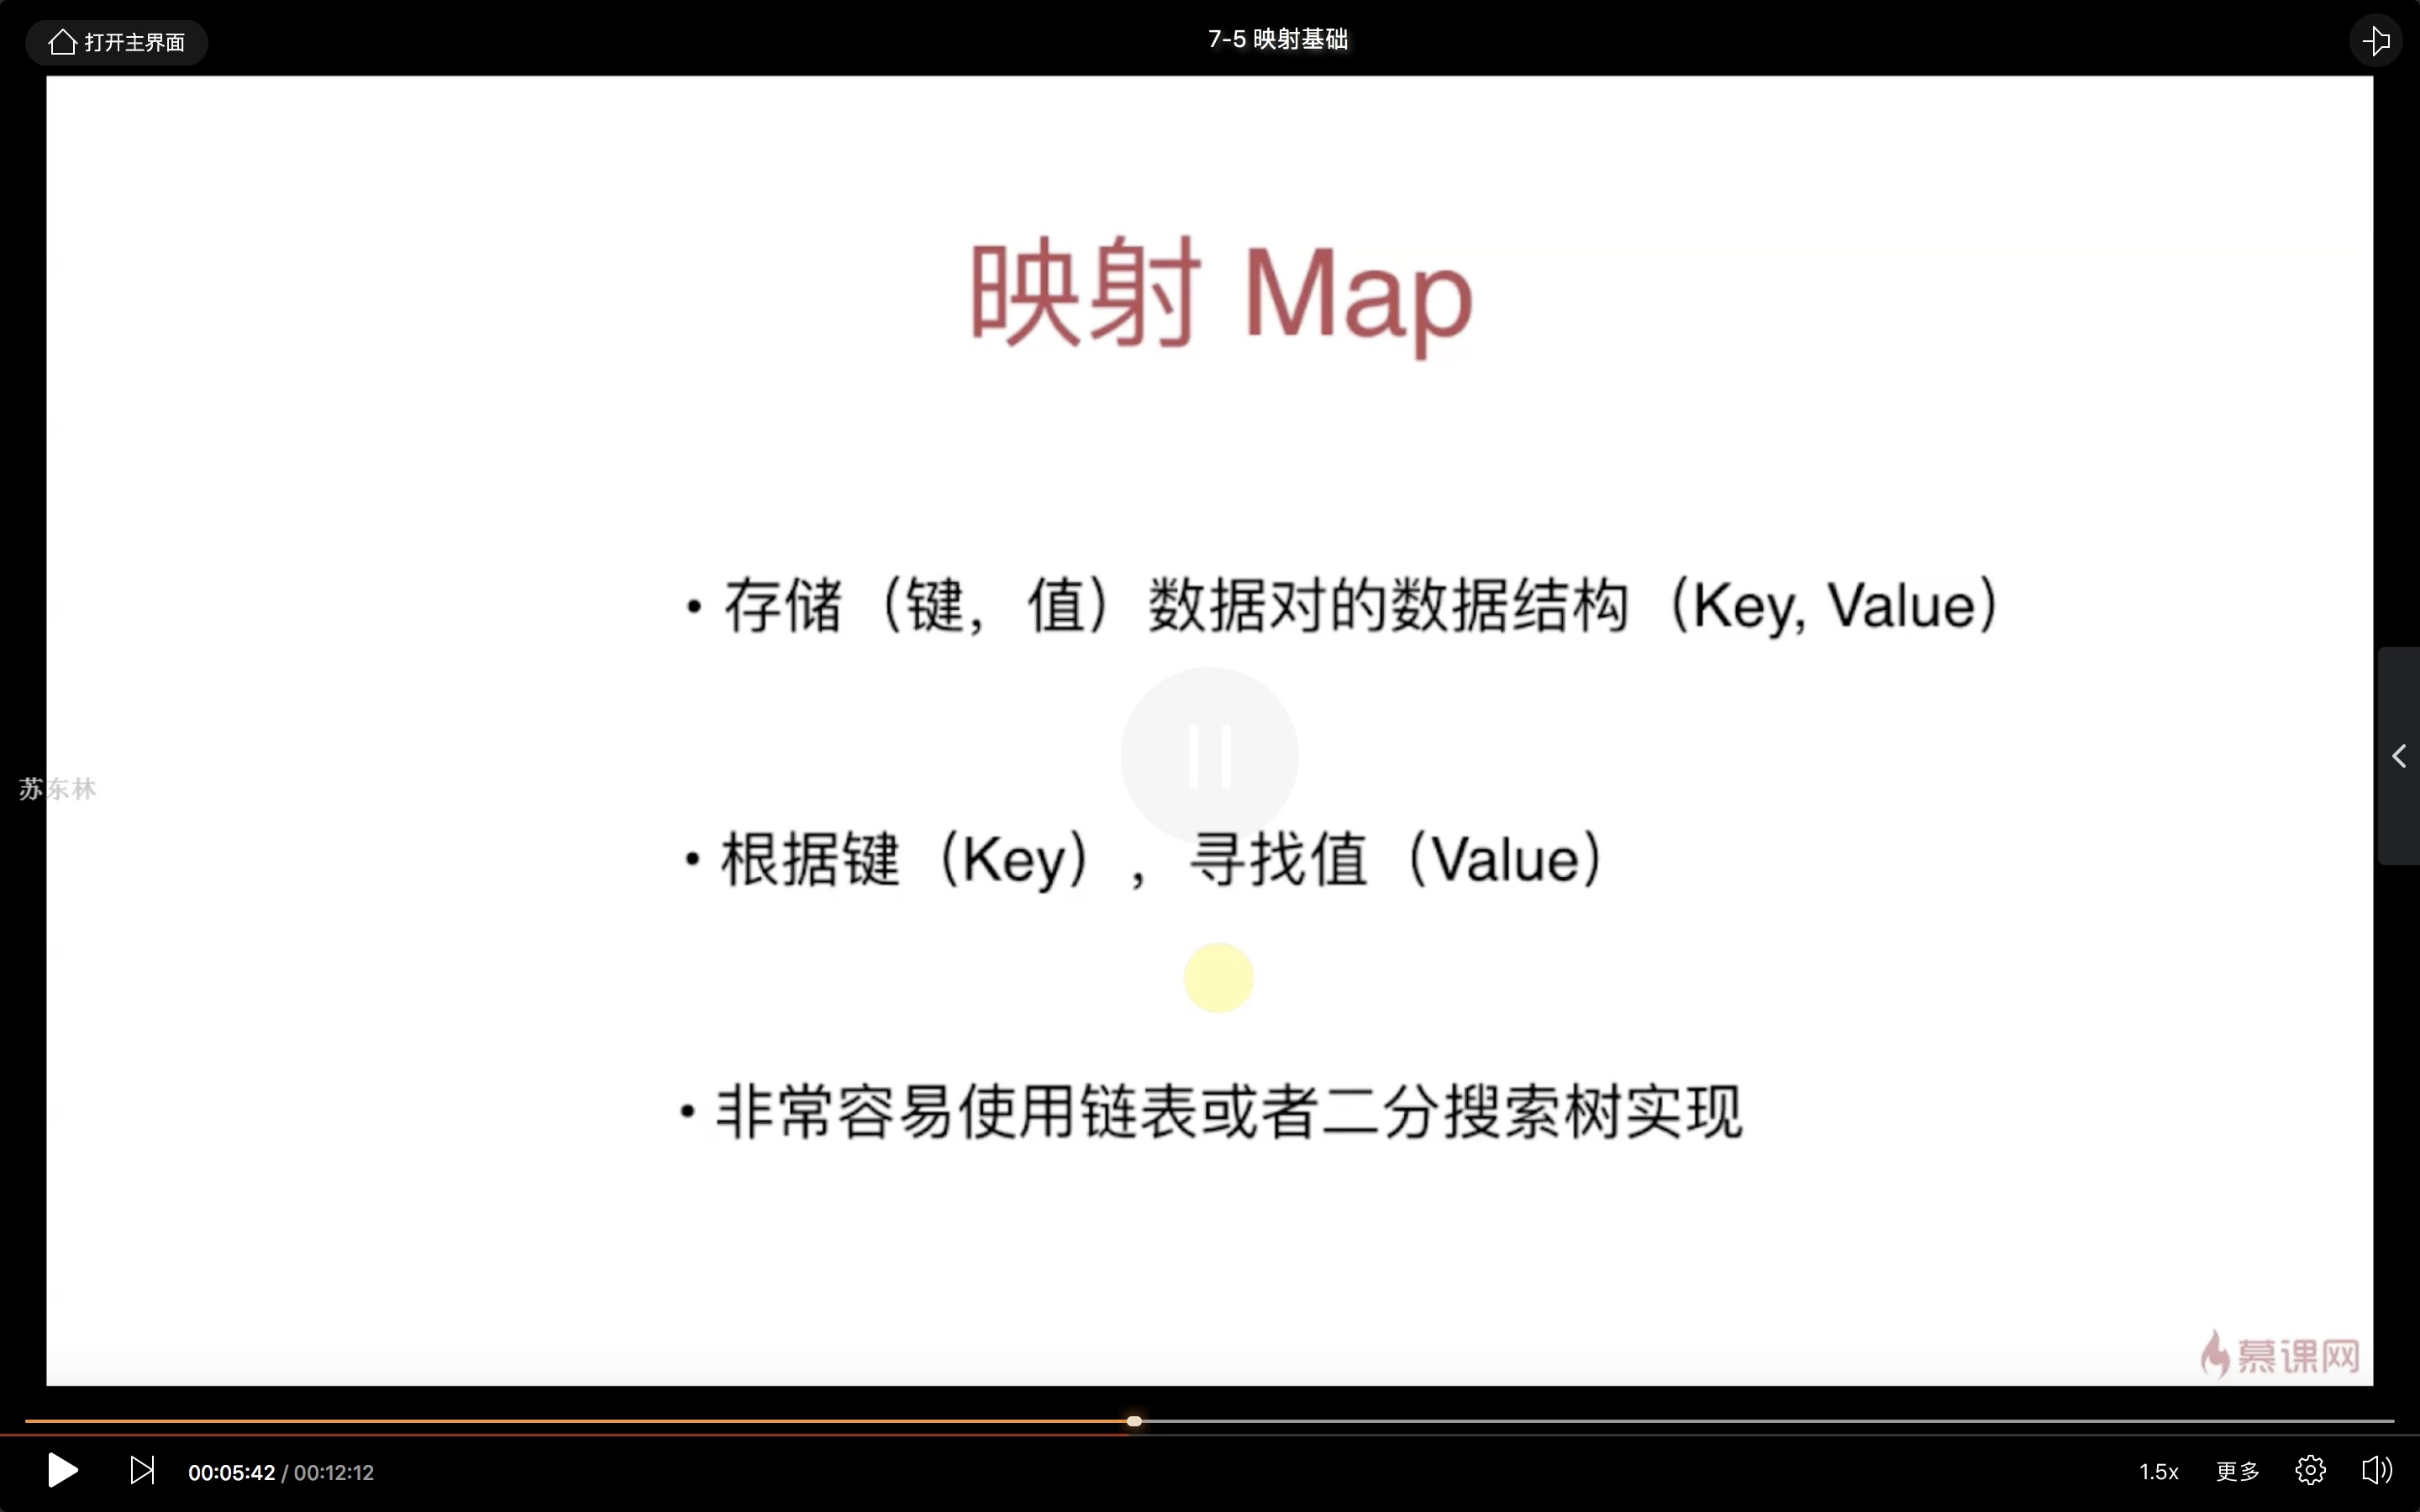 打开主界面
7-5 映射基础
映射 Map
• 存储（键，值）数据对的数据结构（Key, Value）
苏东林
• 根据键（Key），寻找值（Value）
• 非常容易使用链表或者二分搜索树实现
慕课网
00:05:42 / 00:12:12
1.5x 更多